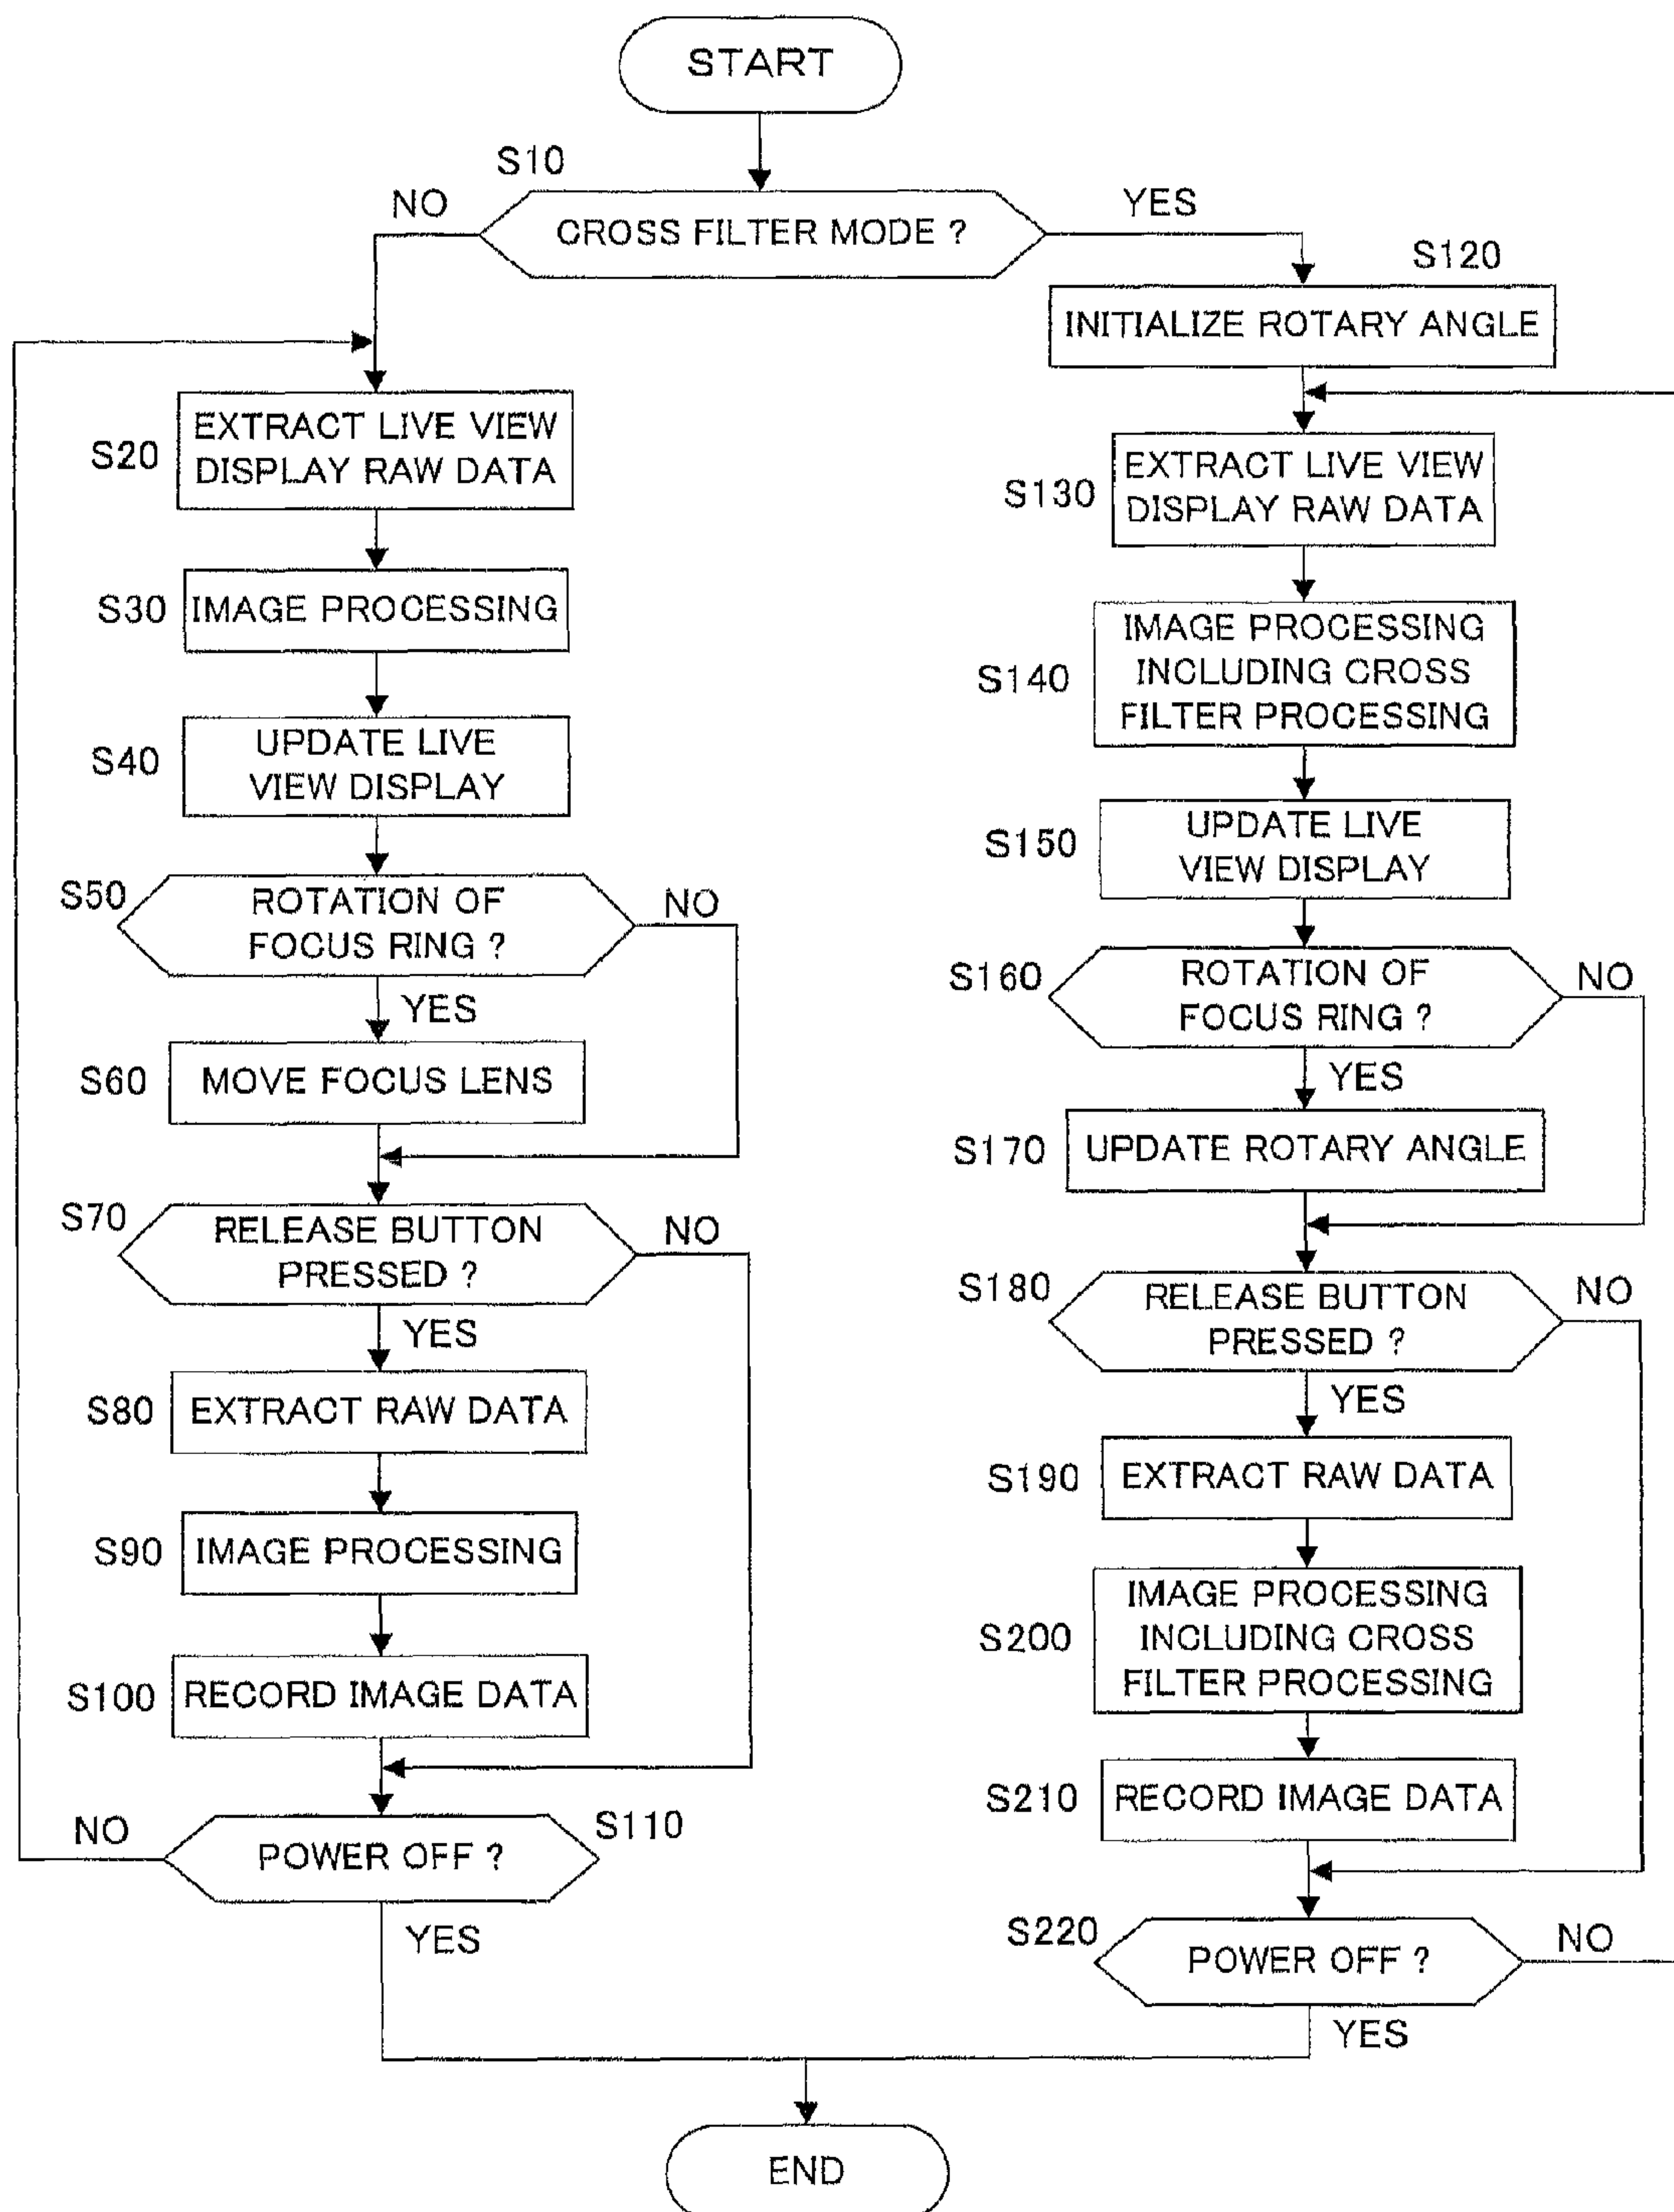 START
S10
NO
CROSS FILTER MODE ?
YES
S20
EXTRACT LIVE VIEW
DISPLAY RAW DATA
S30
IMAGE PROCESSING
S40
UPDATE LIVE
VIEW DISPLAY
S50
ROTATION OF
FOCUS RING ?
NO
YES
S60
MOVE FOCUS LENS
S70
RELEASE BUTTON
PRESSED ?
NO
YES
S80
EXTRACT RAW DATA
S90
IMAGE PROCESSING
S100
RECORD IMAGE DATA
NO
POWER OFF ?
S110
YES
S120
INITIALIZE ROTARY ANGLE
S130
EXTRACT LIVE VIEW
DISPLAY RAW DATA
S140
IMAGE PROCESSING
INCLUDING CROSS
FILTER PROCESSING
S150
UPDATE LIVE
VIEW DISPLAY
S160
ROTATION OF
FOCUS RING ?
NO
YES
S170
UPDATE ROTARY ANGLE
S180
RELEASE BUTTON
PRESSED ?
NO
YES
S190
EXTRACT RAW DATA
S200
IMAGE PROCESSING
INCLUDING CROSS
FILTER PROCESSING
S210
RECORD IMAGE DATA
S220
POWER OFF ?
NO
YES
END